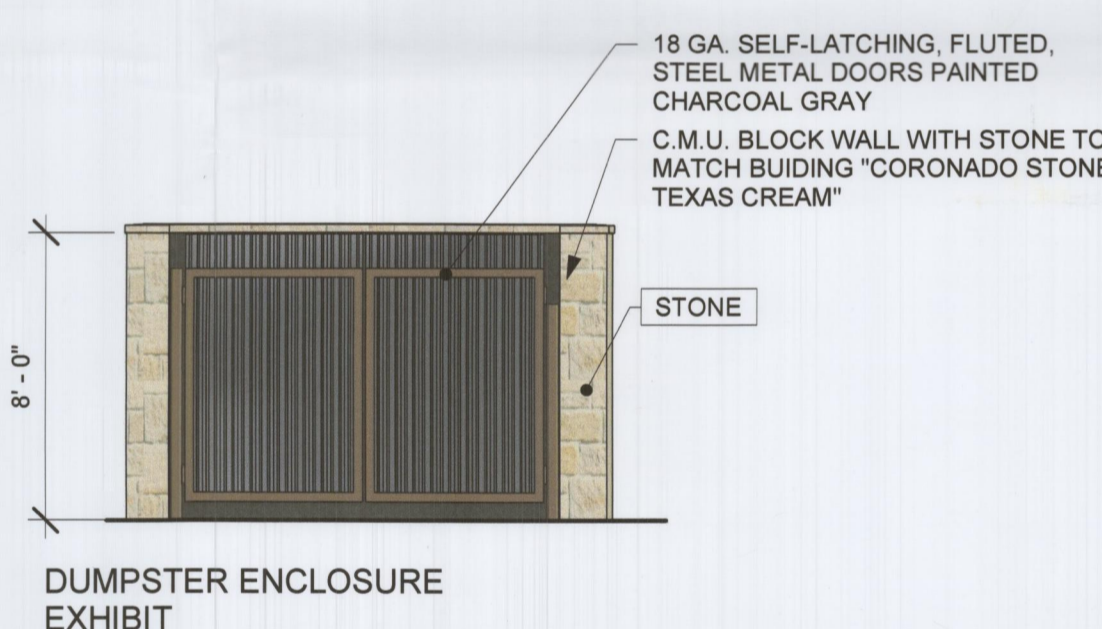 18 GA. SELF-LATCHING, FLUTED,
STEEL METAL DOORS PAINTED
CHARCOAL GRAY
C.M.U. BLOCK WALL WITH STONE TO
MATCH BUIDING "CORONADO STONE
TEXAS CREAM"
STONE
8' - 0"
DUMPSTER ENCLOSURE
EXHIBIT